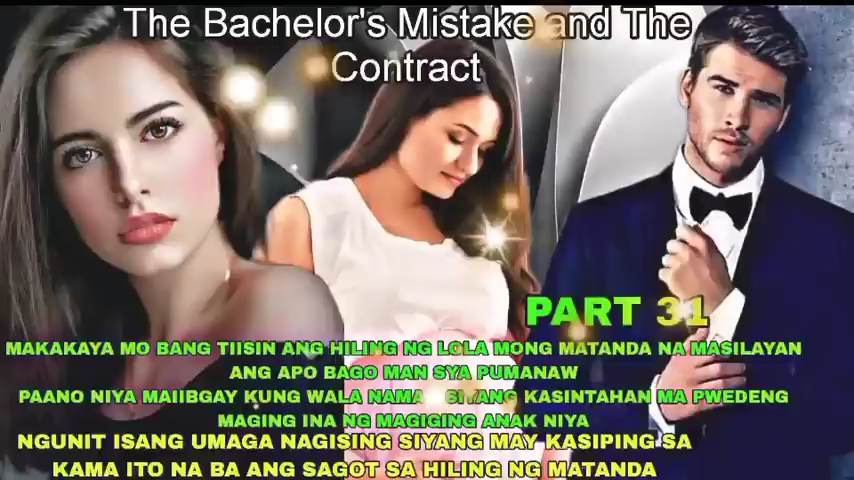 The Bachelor's Mistake and The
Contract
PART 31
MAKAKAYA MO BANG TIISIN ANG HILING NG LOLA MONG MATANDA NA MASILAYAN
ANG APO BAGO MAN SYA PUMANAW
PAANO NIYA MAIIBGAY KUNG WALA KASINTAHAN MA PWEDENG
MAGING INA NG MAGIGING ANAK NIYA
NGUNIT ISANG UMAGA NAGISING SIYANG MAY KASIPING SA
KAMA ITO NA BA ANG SAGOT SA HILING NG MATANDA